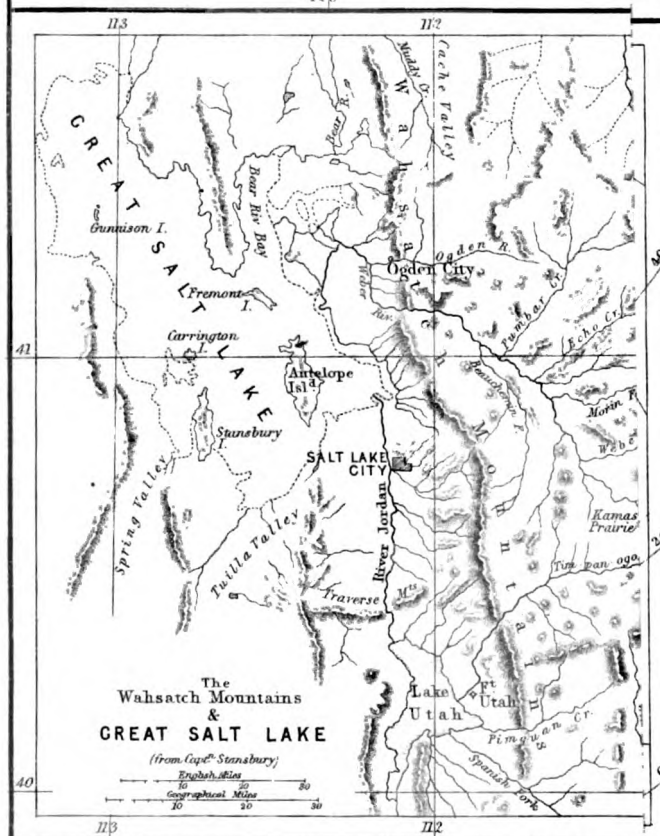 113
112
GREAT SALT LAKE
Gunnison I.
Bear Riv Bay
Bear R.
Muddy Cr.
Cache Valley
Wahsatch Mountains
Ogden R.
Ogden City
Weber
Riv.
Fremont
I.
Carrington
I.
Antelope
Isld.
Stansbury
I.
41
Pumbar Cr.
Echo Cr.
Beauchemin F.
Morin F.
Webe
SALT LAKE
CITY
River Jordan
Spring Valley
Tuilla Valley
Traverse Mts
Kamas
Prairie
Tim pan ogo
Lake
Utah
Ft
Utah
Pimquan Cr.
Spanish Fork
The
Wahsatch Mountains
&
GREAT SALT LAKE
(from Captn. Stansbury)
English Miles
10 20 30
Geographical Miles
10 20 30
40
113
112